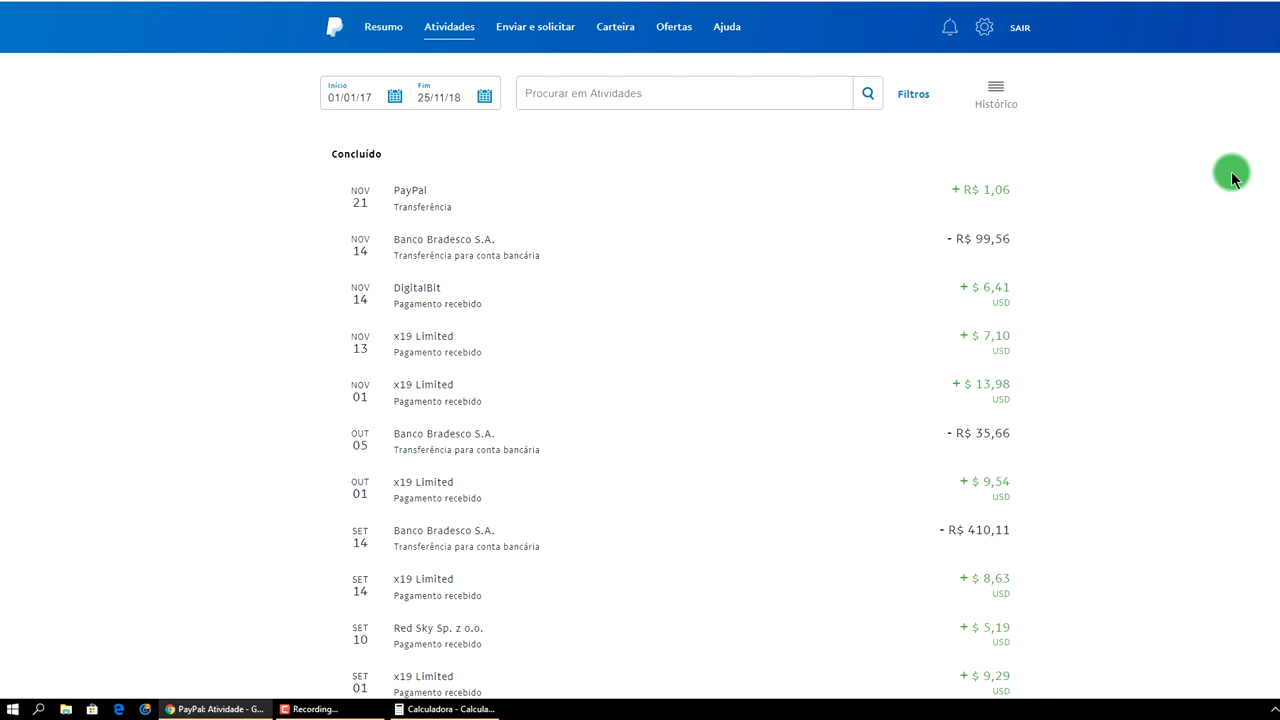 Resumo Atividades Enviar e solicitar Carteira Ofertas Ajuda SAIR
Início Fim
01/01/17 25/11/18 Procurar em Atividades Filtros
Histórico
Concluído
NOV 21 PayPal + R$ 1,06
Transferência
NOV 14 Banco Bradesco S.A. - R$ 99,56
Transferência para conta bancária
NOV 14 DigitalBit + $ 6,41
Pagamento recebido USD
NOV 13 x19 Limited + $ 7,10
Pagamento recebido USD
NOV 01 x19 Limited + $ 13,98
Pagamento recebido USD
OUT 05 Banco Bradesco S.A. - R$ 35,66
Transferência para conta bancária
OUT 01 x19 Limited + $ 9,54
Pagamento recebido USD
SET 14 Banco Bradesco S.A. - R$ 410,11
Transferência para conta bancária
SET 14 x19 Limited + $ 8,63
Pagamento recebido USD
SET 10 Red Sky Sp. z o.o. + $ 5,19
Pagamento recebido USD
SET 01 x19 Limited + $ 9,29
Pagamento recebido USD
PayPal: Atividade - G... Recording... Calculadora - Calcula...